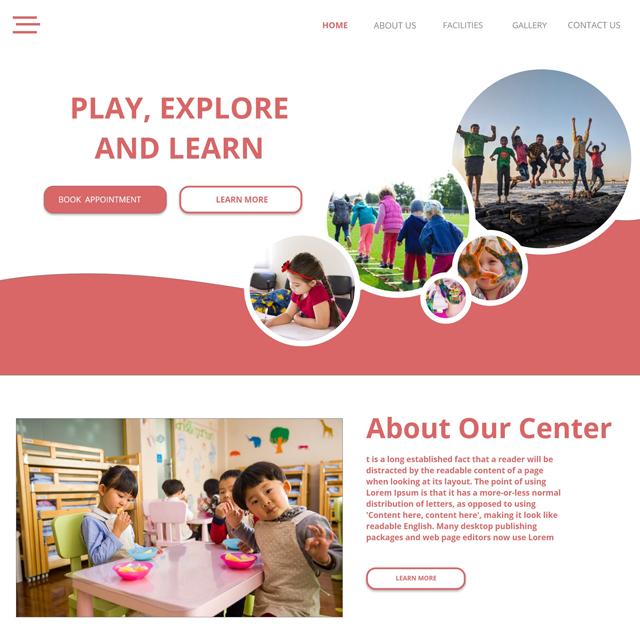 HOME ABOUT US FACILITIES GALLERY CONTACT US
PLAY, EXPLORE
AND LEARN
BOOK APPOINTMENT LEARN MORE
About Our Center
t is a long established fact that a reader will be
distracted by the readable content of a page
when looking at its layout. The point of using
Lorem Ipsum is that it has a more-or-less normal
distribution of letters, as opposed to using
'Content here, content here', making it look like
readable English. Many desktop publishing
packages and web page editors now use Lorem
LEARN MORE